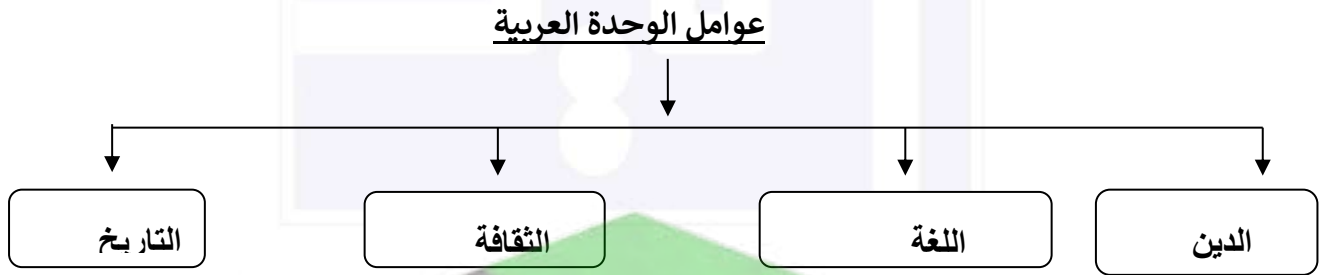 عوامل الوحدة العربية
الدين
اللغة
الثقافة
التاريخ